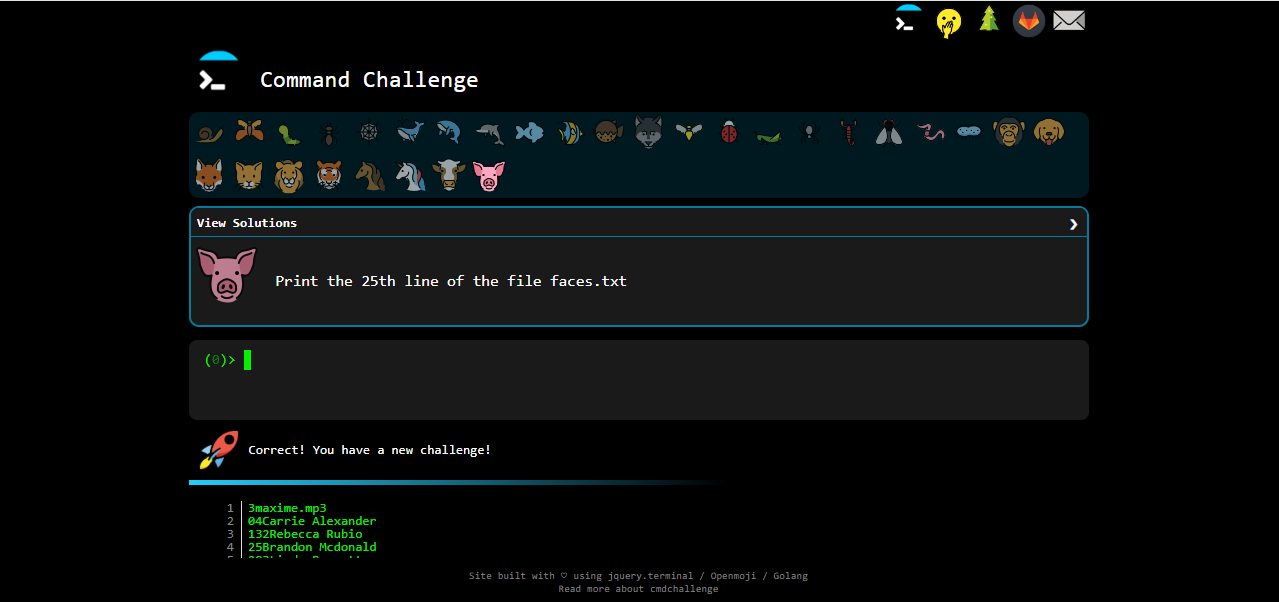 Command Challenge
View Solutions
Print the 25th line of the file faces.txt
(0)>
Correct! You have a new challenge!
1 3maxime.mp3
2 04Carrie Alexander
3 132Rebecca Rubio
4 25Brandon Mcdonald
Site built with ♡ using jquery.terminal / Openmoji / Golang
Read more about cmdchallenge